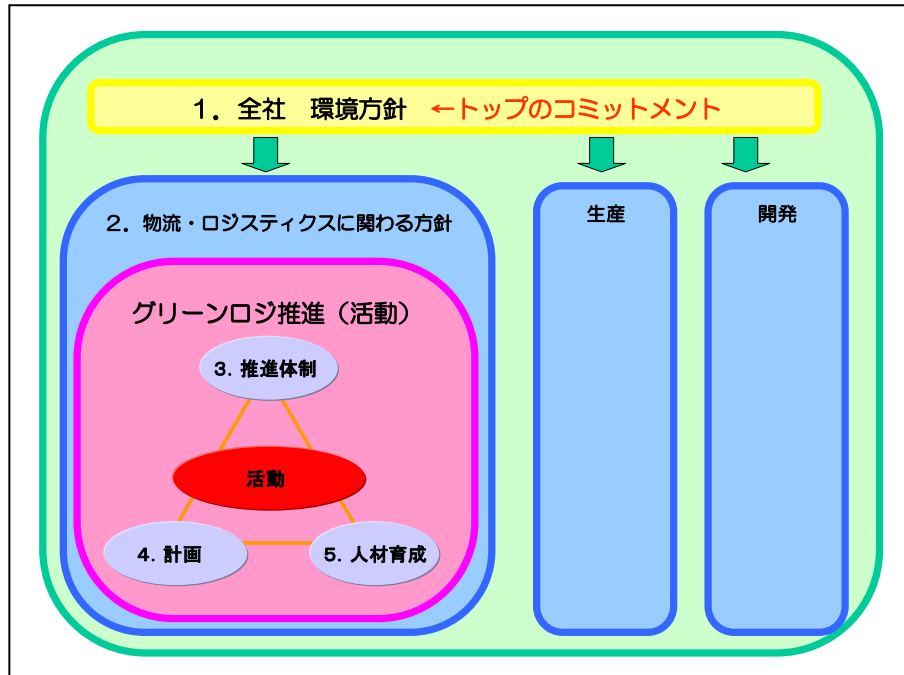 １．全社　環境方針　←トップのコミットメント
２．物流・ロジスティクスに関わる方針
生産
開発
グリーンロジ推進（活動）
３．推進体制
活動
４．計画
５．人材育成